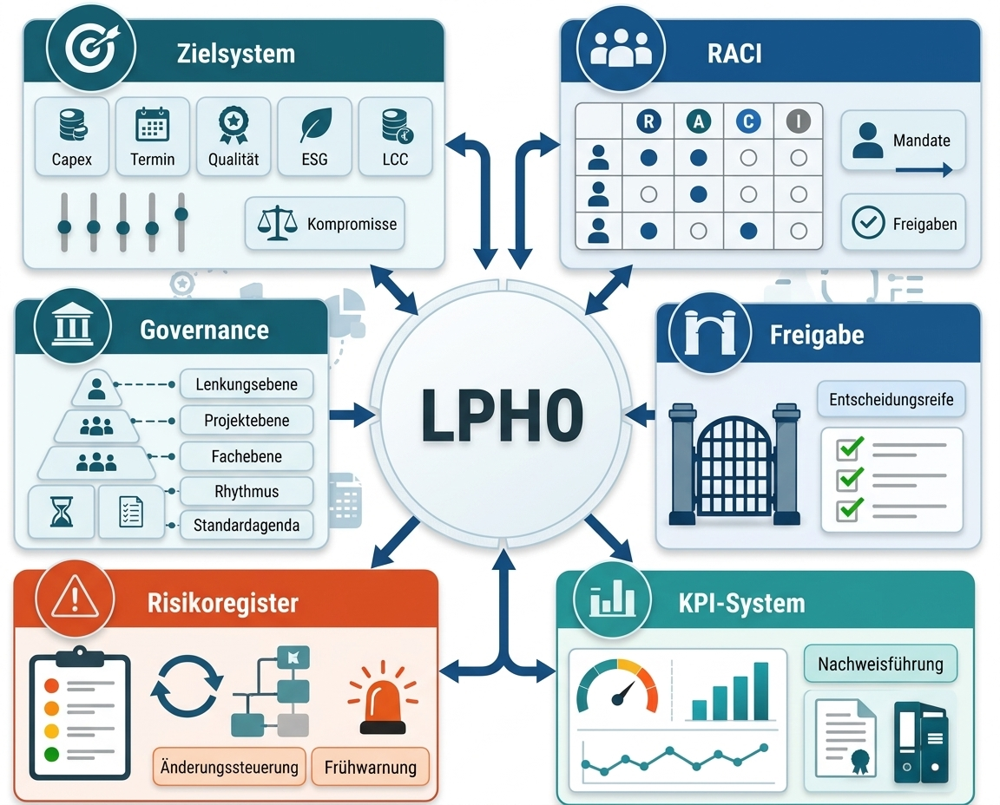 Zielsystem
Capex
Termin
Qualität
ESG
LCC
Kompromisse
RACI
R A C I
Mandate
Freigaben
Governance
Lenkungsebene
Projektebene
Fachebene
Rhythmus
Standardagenda
LPH0
Freigabe
Entscheidungsreife
Risikoregister
Änderungssteuerung
Frühwarnung
KPI-System
Nachweisführung